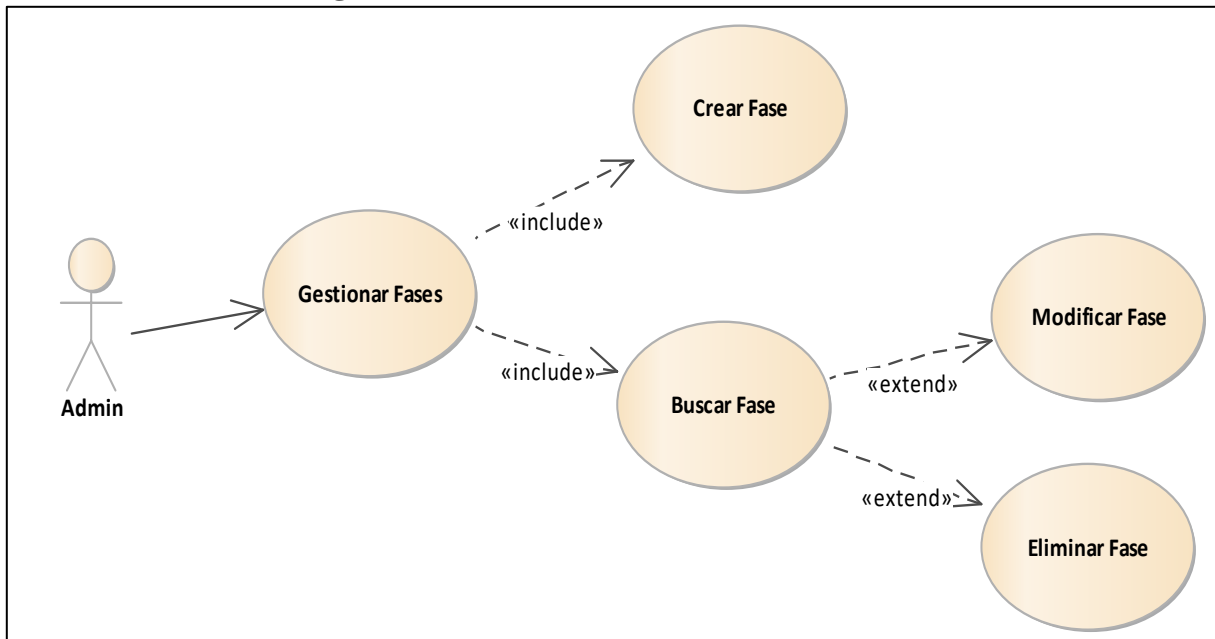 Crear Fase
«include»
Gestionar Fases
Modificar Fase
«include»
«extend»
Admin
Buscar Fase
«extend»
Eliminar Fase